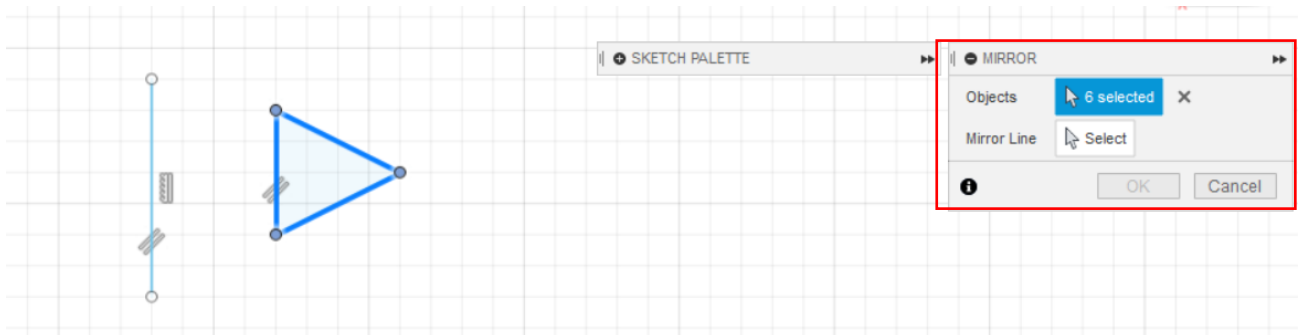 SKETCH PALETTE
MIRROR
Objects 6 selected
Mirror Line Select
OK Cancel